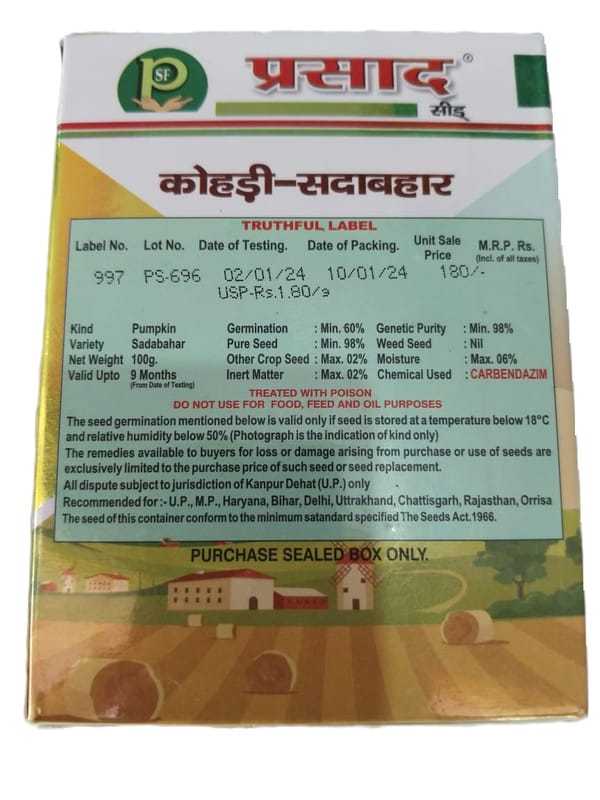 PSF
प्रसाद®
सीड्
कोहड़ी-सदाबहार
TRUTHFUL LABEL
Label No. Lot No. Date of Testing. Date of Packing. Unit Sale Price M.R.P. Rs. (Incl. of all taxes)
997 PS-696 02/01/24 10/01/24 180/-
USP-Rs.1.80/g
Kind Pumpkin Germination : Min. 60% Genetic Purity : Min. 98%
Variety Sadabahar Pure Seed : Min. 98% Weed Seed : Nil
Net Weight 100g. Other Crop Seed : Max. 02% Moisture : Max. 06%
Valid Upto 9 Months Inert Matter : Max. 02% Chemical Used : CARBENDAZIM
(From Date of Testing)
TREATED WITH POISON
DO NOT USE FOR FOOD, FEED AND OIL PURPOSES
The seed germination mentioned below is valid only if seed is stored at a temperature below 18°C
and relative humidity below 50% (Photograph is the indication of kind only)
The remedies available to buyers for loss or damage arising from purchase or use of seeds are
exclusively limited to the purchase price of such seed or seed replacement.
All dispute subject to jurisdiction of Kanpur Dehat (U.P.) only
Recommended for :- U.P., M.P., Haryana, Bihar, Delhi, Uttrakhand, Chattisgarh, Rajasthan, Orrisa
The seed of this container conform to the minimum satandard specified The Seeds Act.1966.
PURCHASE SEALED BOX ONLY.